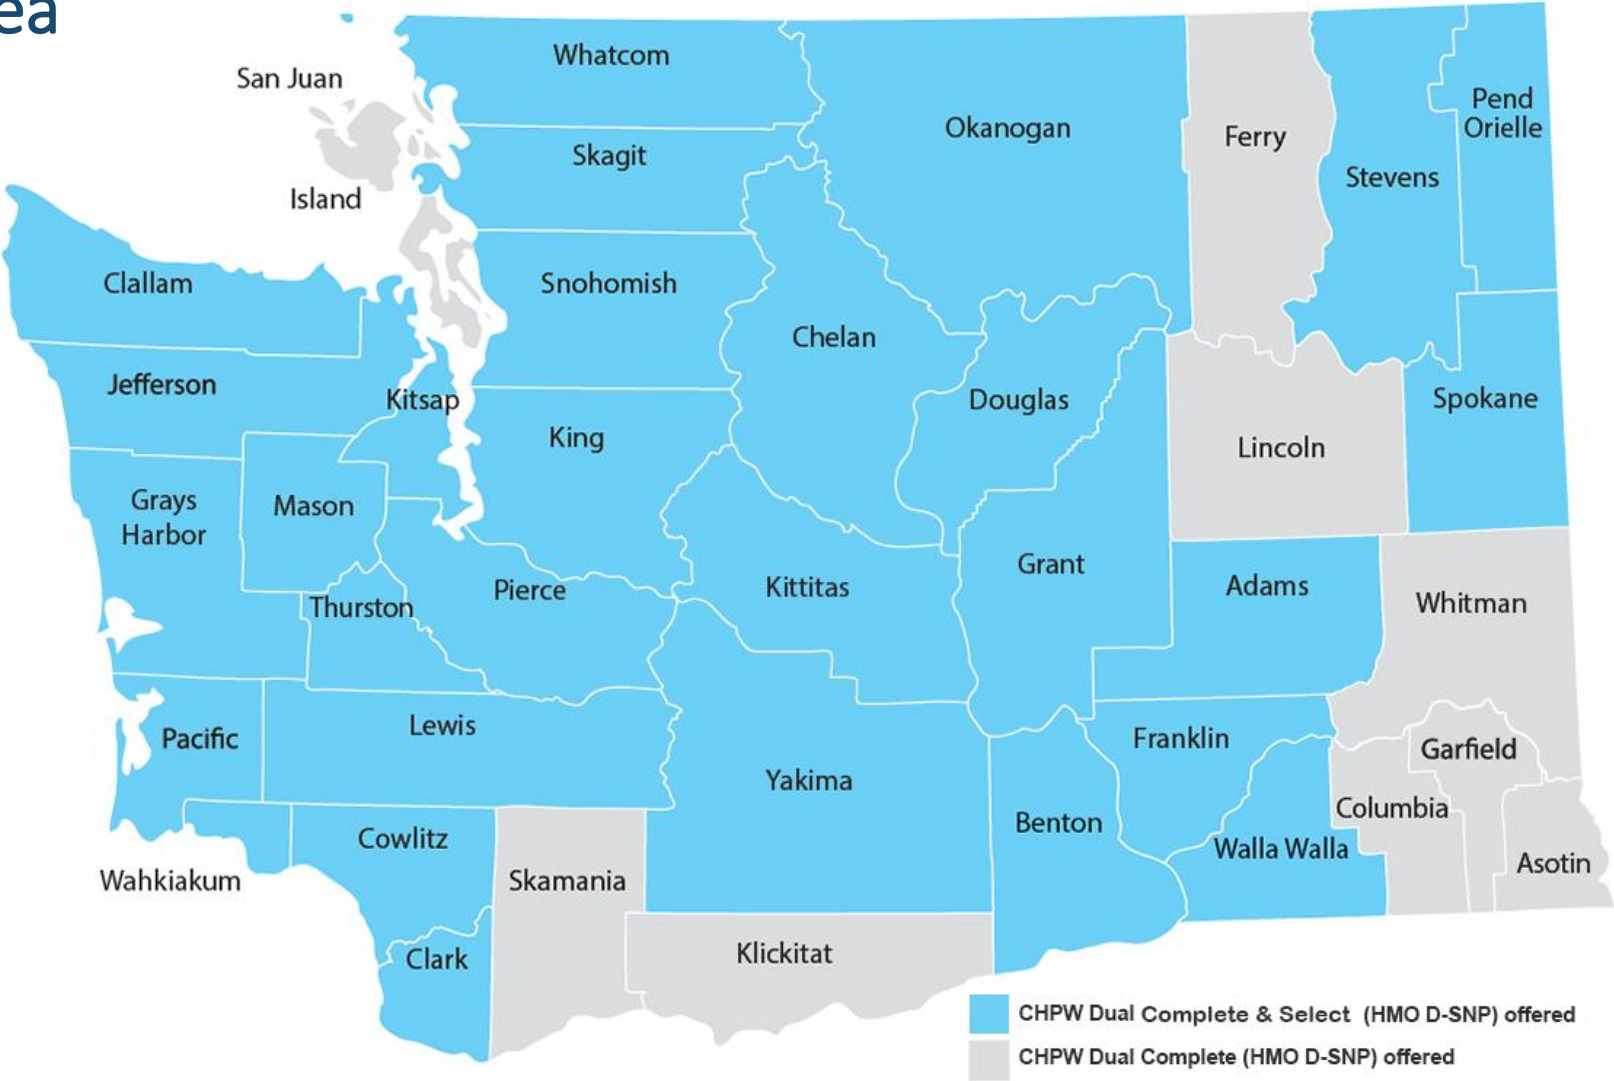 ea
Whatcom
San Juan
Pend
Orielle
Okanogan
Ferry
Skagit
Stevens
Island
Clallam
Snohomish
Chelan
Jefferson
Kitsap
Douglas
Spokane
King
Lincoln
Grays
Harbor
Mason
Grant
Pierce
Kittitas
Adams
Thurston
Whitman
Lewis
Pacific
Franklin
Garfield
Yakima
Columbia
Benton
Cowlitz
Walla Walla
Asotin
Wahkiakum
Skamania
Klickitat
Clark
CHPW Dual Complete & Select (HMO D-SNP) offered
CHPW Dual Complete (HMO D-SNP) offered